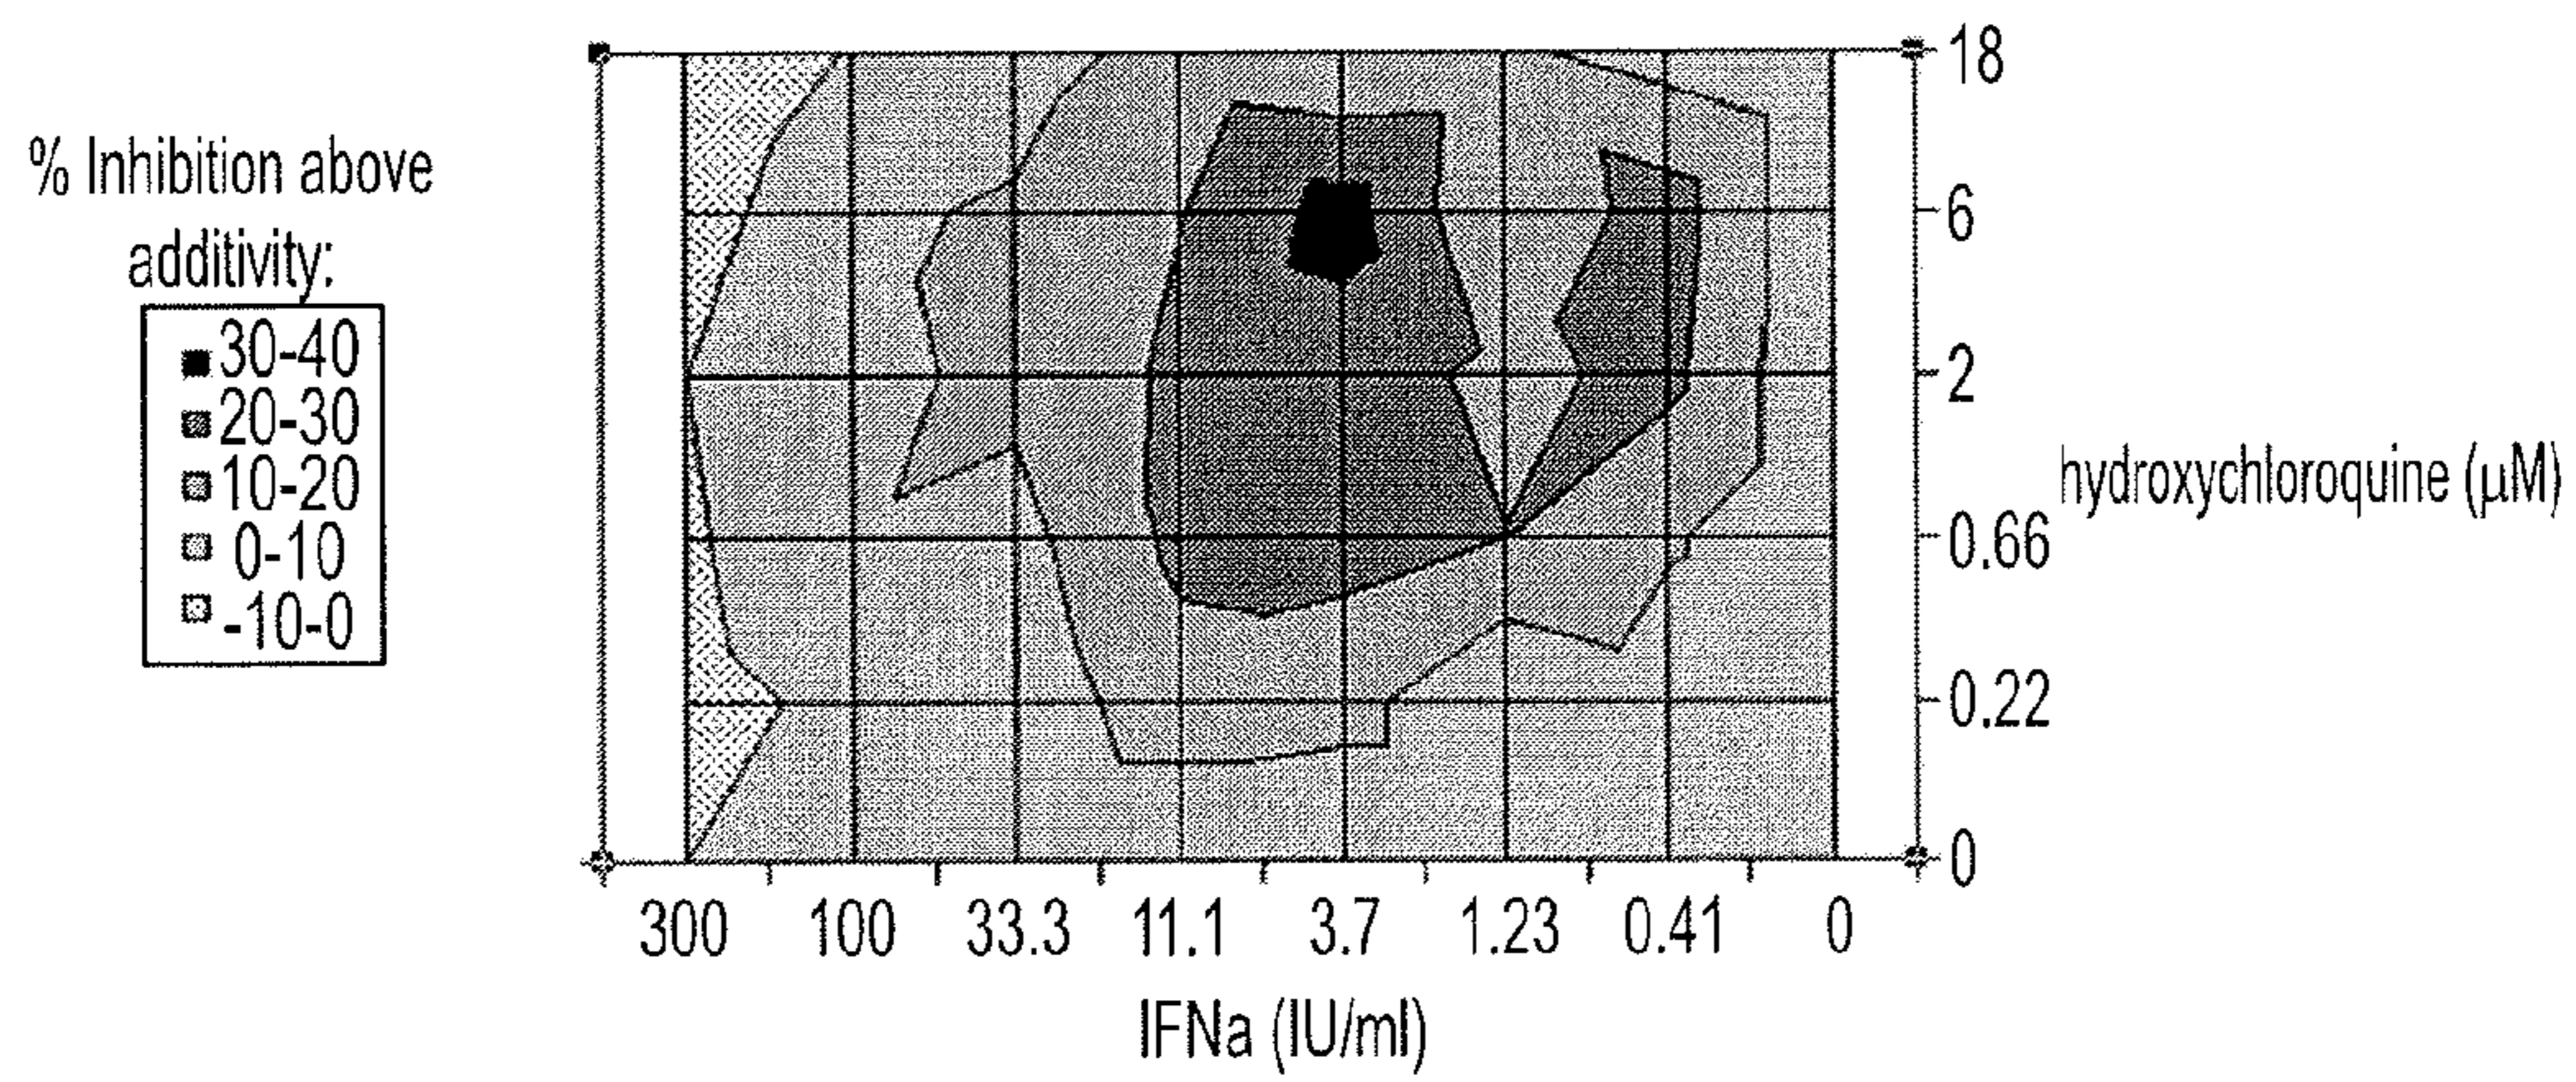 % Inhibition above
additivity:
30-40
20-30
10-20
0-10
-10-0
18
6
2
0.66
0.22
0
hydroxychloroquine (μM)
300 100 33.3 11.1 3.7 1.23 0.41 0
IFNa (IU/ml)